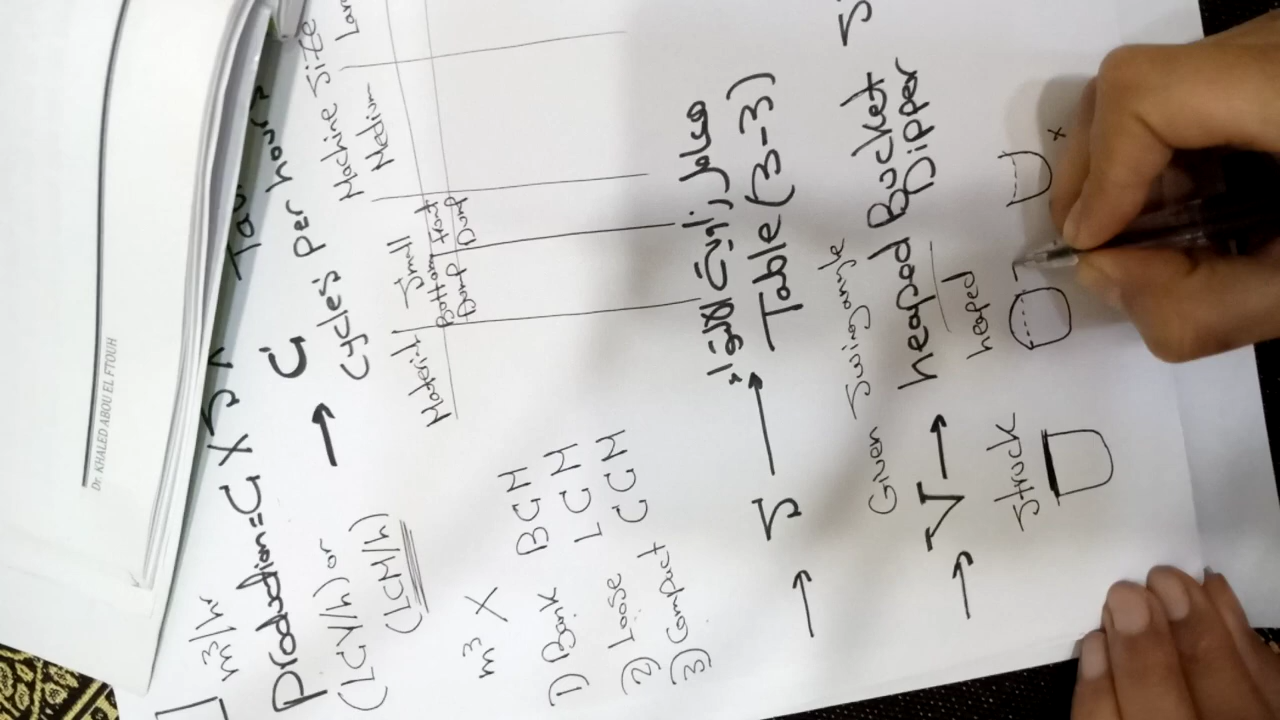 Dr. KHALED ABOU EL FTOUH
m³/hr
Production = C X S X
(LCY/h) or
(LCM/h)
→ C
cycles per hour
Machine Size
Material Small Medium
Bottom Dump Front Dump
m³ X
1) Bank BCM
2) Loose LCM
3) Compact CCM
→ S → معامل زاوية الدوران
Table (3-3)
Given Swing angle
→ V → heaped Bucket
Dipper
Struck heaped
x